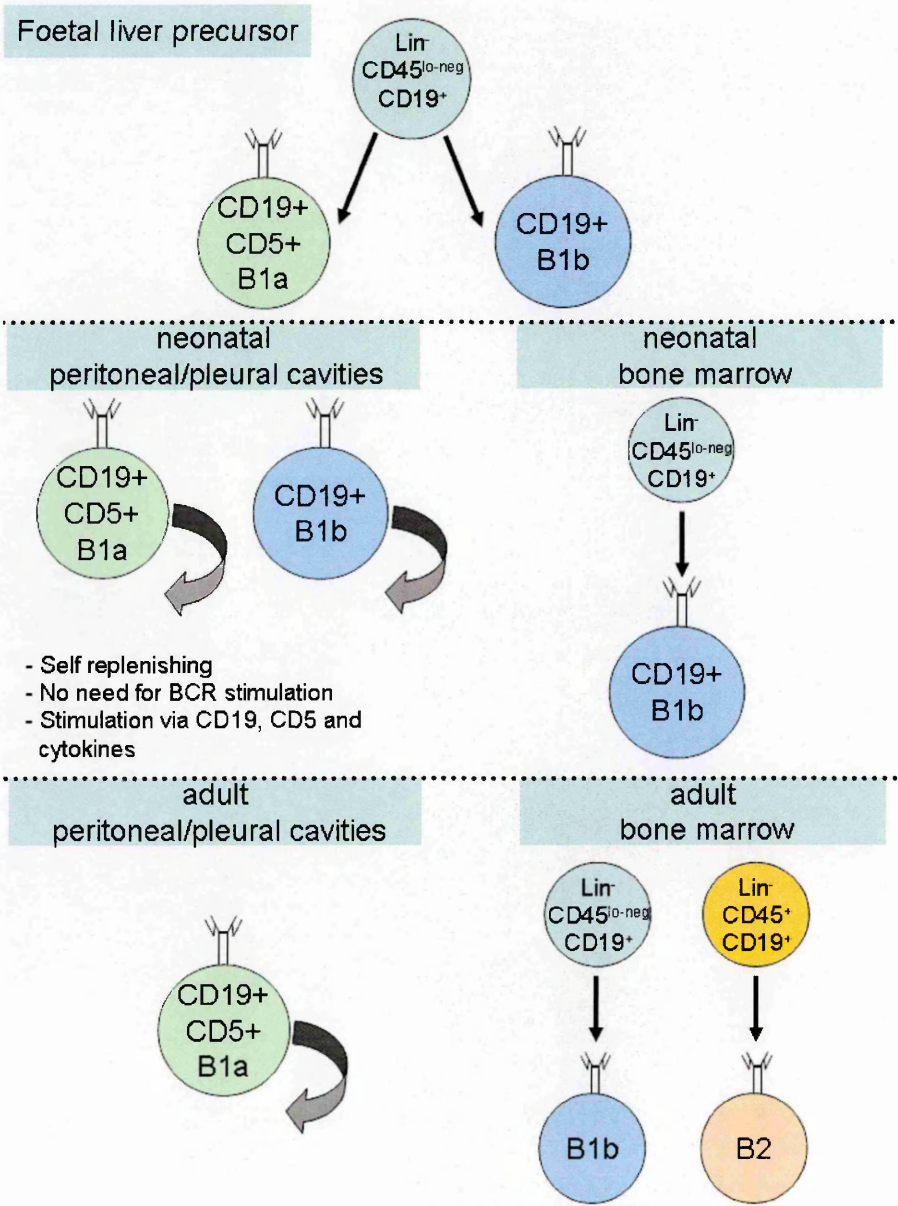 Foetal liver precursor
Lin⁻
CD45ˡᵒ⁻ⁿᵉᵍ
CD19⁺
CD19+
CD5+
B1a
CD19+
B1b
neonatal
peritoneal/pleural cavities
neonatal
bone marrow
CD19+
CD5+
B1a
CD19+
B1b
Lin⁻
CD45ˡᵒ⁻ⁿᵉᵍ
CD19⁺
CD19+
B1b
- Self replenishing
- No need for BCR stimulation
- Stimulation via CD19, CD5 and
cytokines
adult
peritoneal/pleural cavities
adult
bone marrow
CD19+
CD5+
B1a
Lin⁻
CD45ˡᵒ⁻ⁿᵉᵍ
CD19⁺
Lin⁻
CD45⁺
CD19⁺
B1b
B2